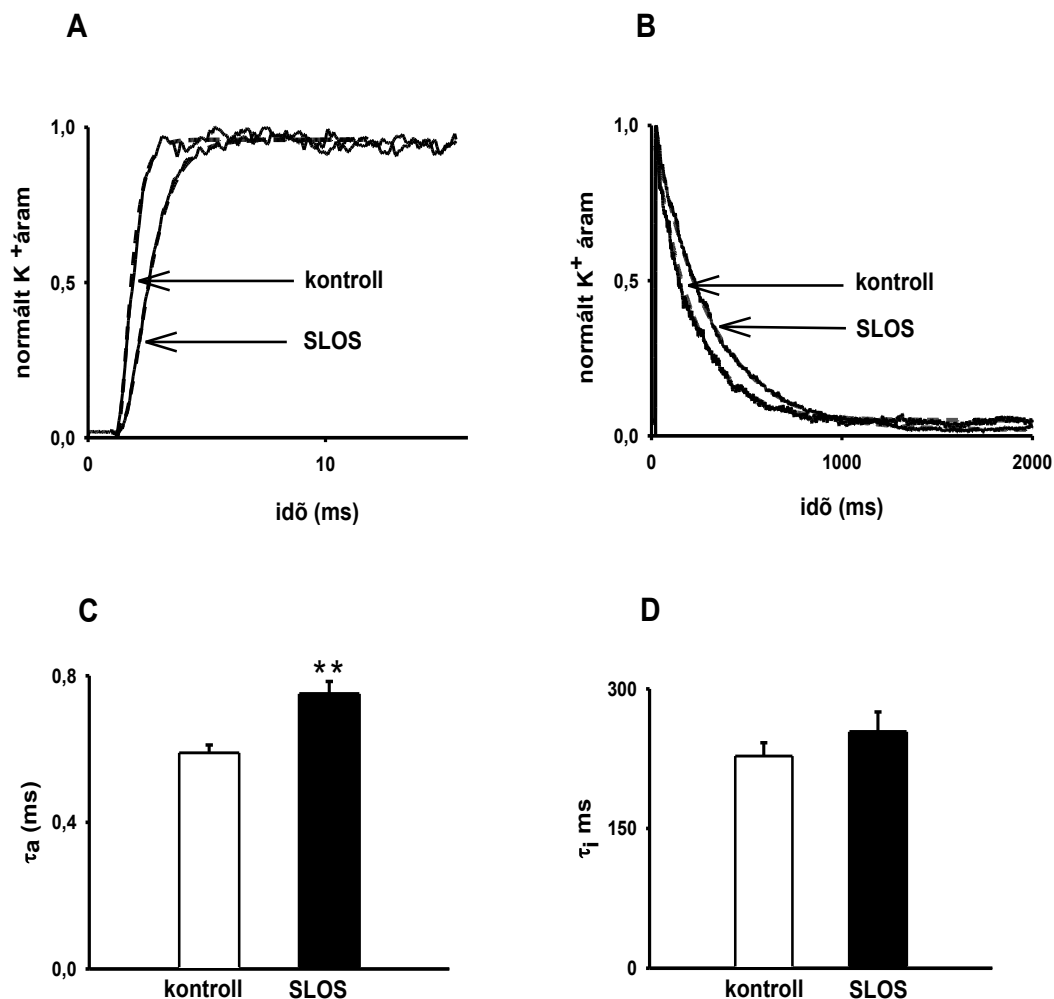 A
B
1,0
0,5
0,0
normált K + áram
kontroll
SLOS
0
10
idõ (ms)
1,0
0,5
0,0
normált K+ áram
kontroll
SLOS
0
1000
2000
idõ (ms)
C
D
0,8
0,4
0,0
τa (ms)
**
kontroll
SLOS
300
150
0
τi ms
kontroll
SLOS